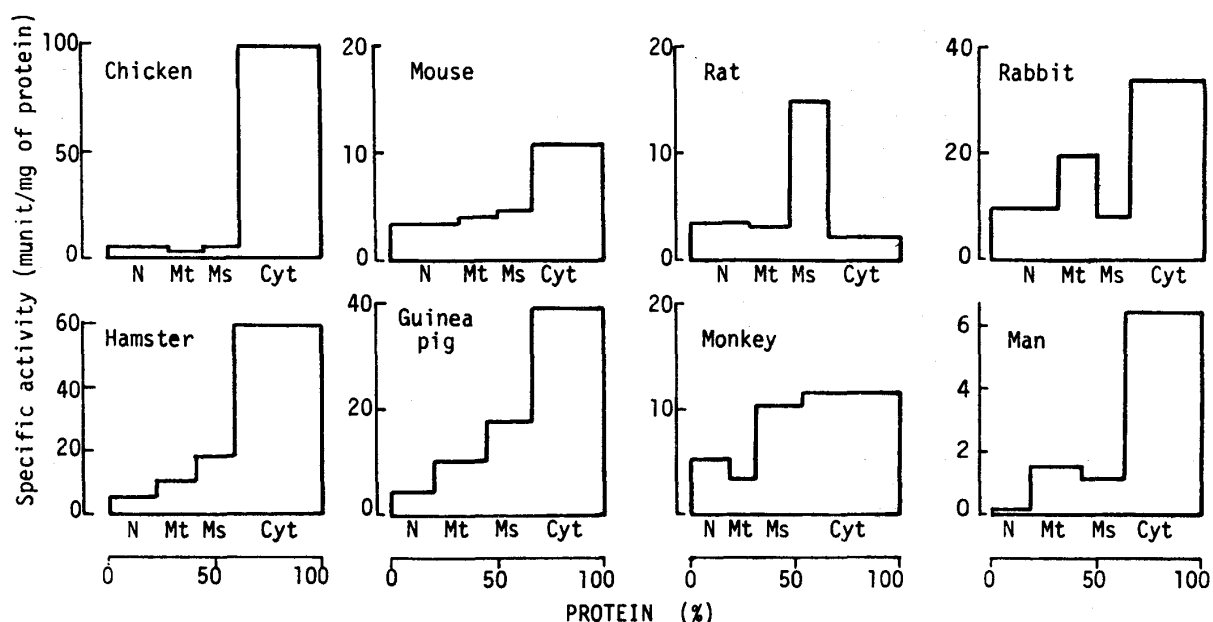 Specific activity (munit/mg of protein)
100
50
0
Chicken
N Mt Ms Cyt
20
10
0
Mouse
N Mt Ms Cyt
20
10
0
Rat
N Mt Ms Cyt
40
20
0
Rabbit
N Mt Ms Cyt
60
40
20
0
Hamster
N Mt Ms Cyt
40
20
0
Guinea
pig
N Mt Ms Cyt
20
10
Monkey
N Mt Ms Cyt
6
4
2
0
Man
N Mt Ms Cyt
0 50 100
0 50 100
0 50 100
0 50 100
PROTEIN (%)